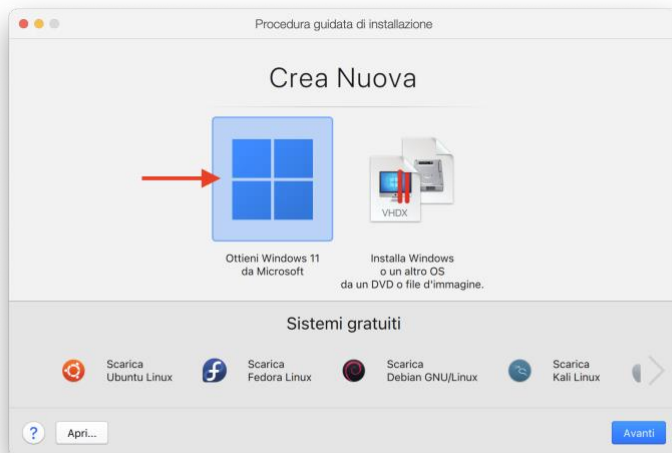 Procedura guidata di installazione
Crea Nuova
VHDX
Ottieni Windows 11
da Microsoft
Installa Windows
o un altro OS
da un DVD o file d'immagine.
Sistemi gratuiti
Scarica
Ubuntu Linux
Scarica
Fedora Linux
Scarica
Debian GNU/Linux
Scarica
Kali Linux
?
Apri...
Avanti